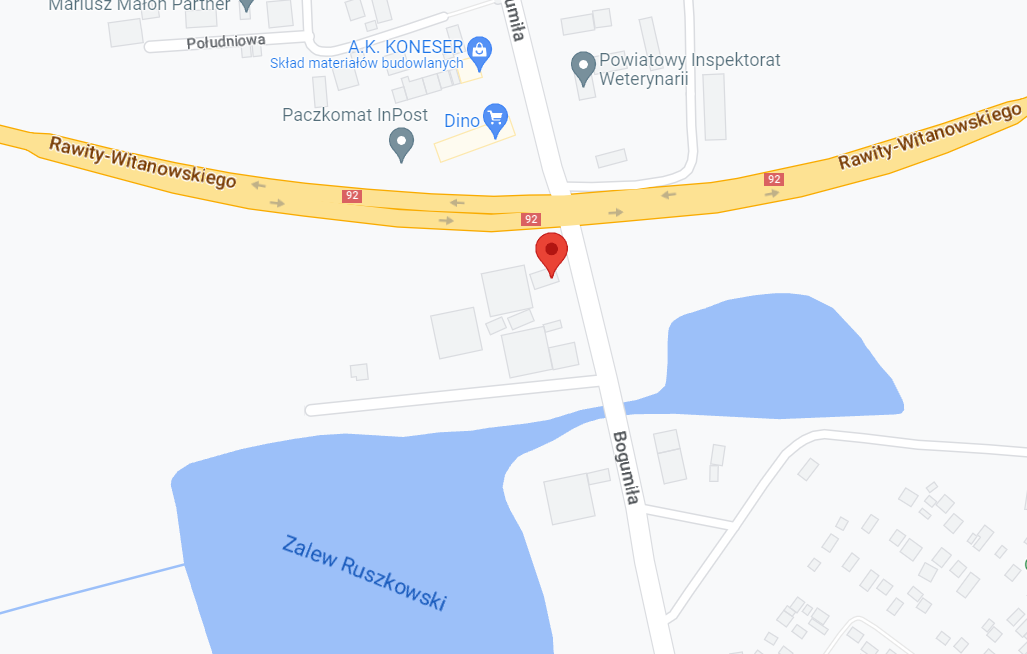 Mariusz Małon Partner
Południowa
A.K. KONESER
Skład materiałów budowlanych
umiła
Powiatowy Inspektorat
Weterynarii
Paczkomat InPost
Dino
Rawity-Witanowskiego
Rawity-Witanowskiego
92
92
92
Bogumiła
Zalew Ruszkowski